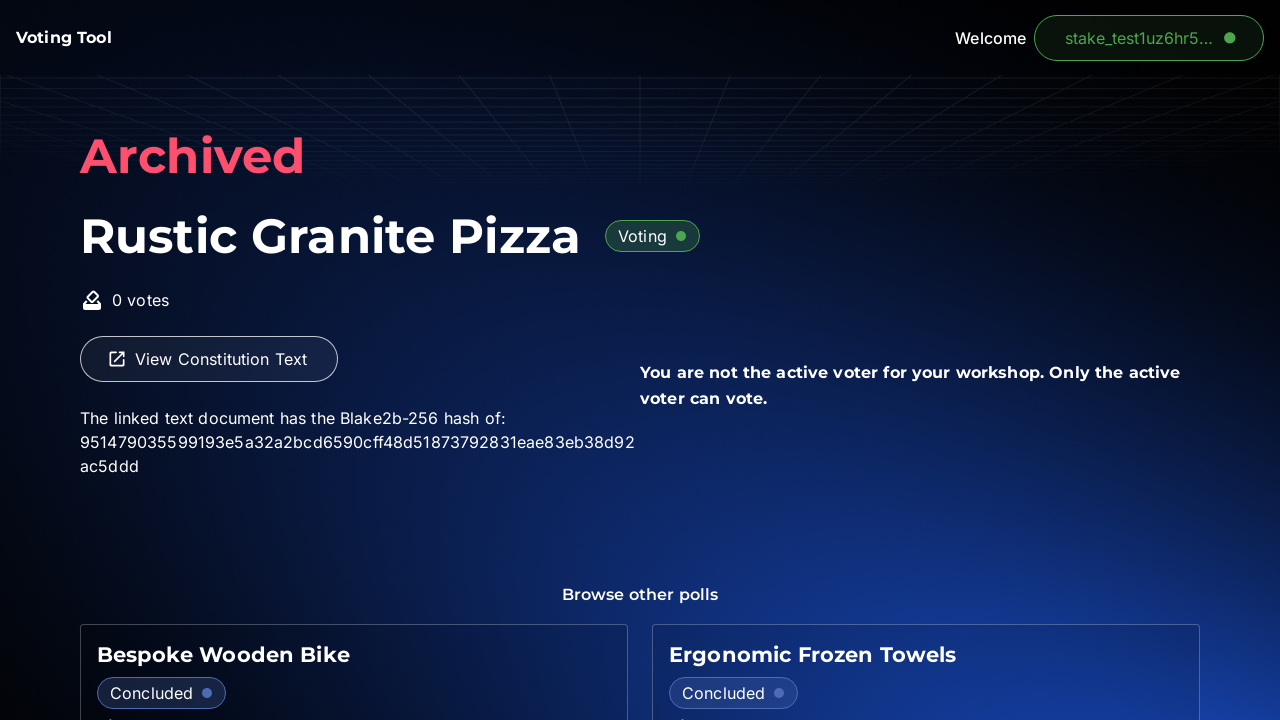 Voting Tool
Welcome
stake_test1uz6hr5...
Archived
Rustic Granite Pizza
Voting
0 votes
View Constitution Text
You are not the active voter for your workshop. Only the active
voter can vote.
The linked text document has the Blake2b-256 hash of:
951479035599193e5a32a2bcd6590cff48d51873792831eae83eb38d92
ac5ddd
Browse other polls
Bespoke Wooden Bike
Ergonomic Frozen Towels
Concluded
Concluded